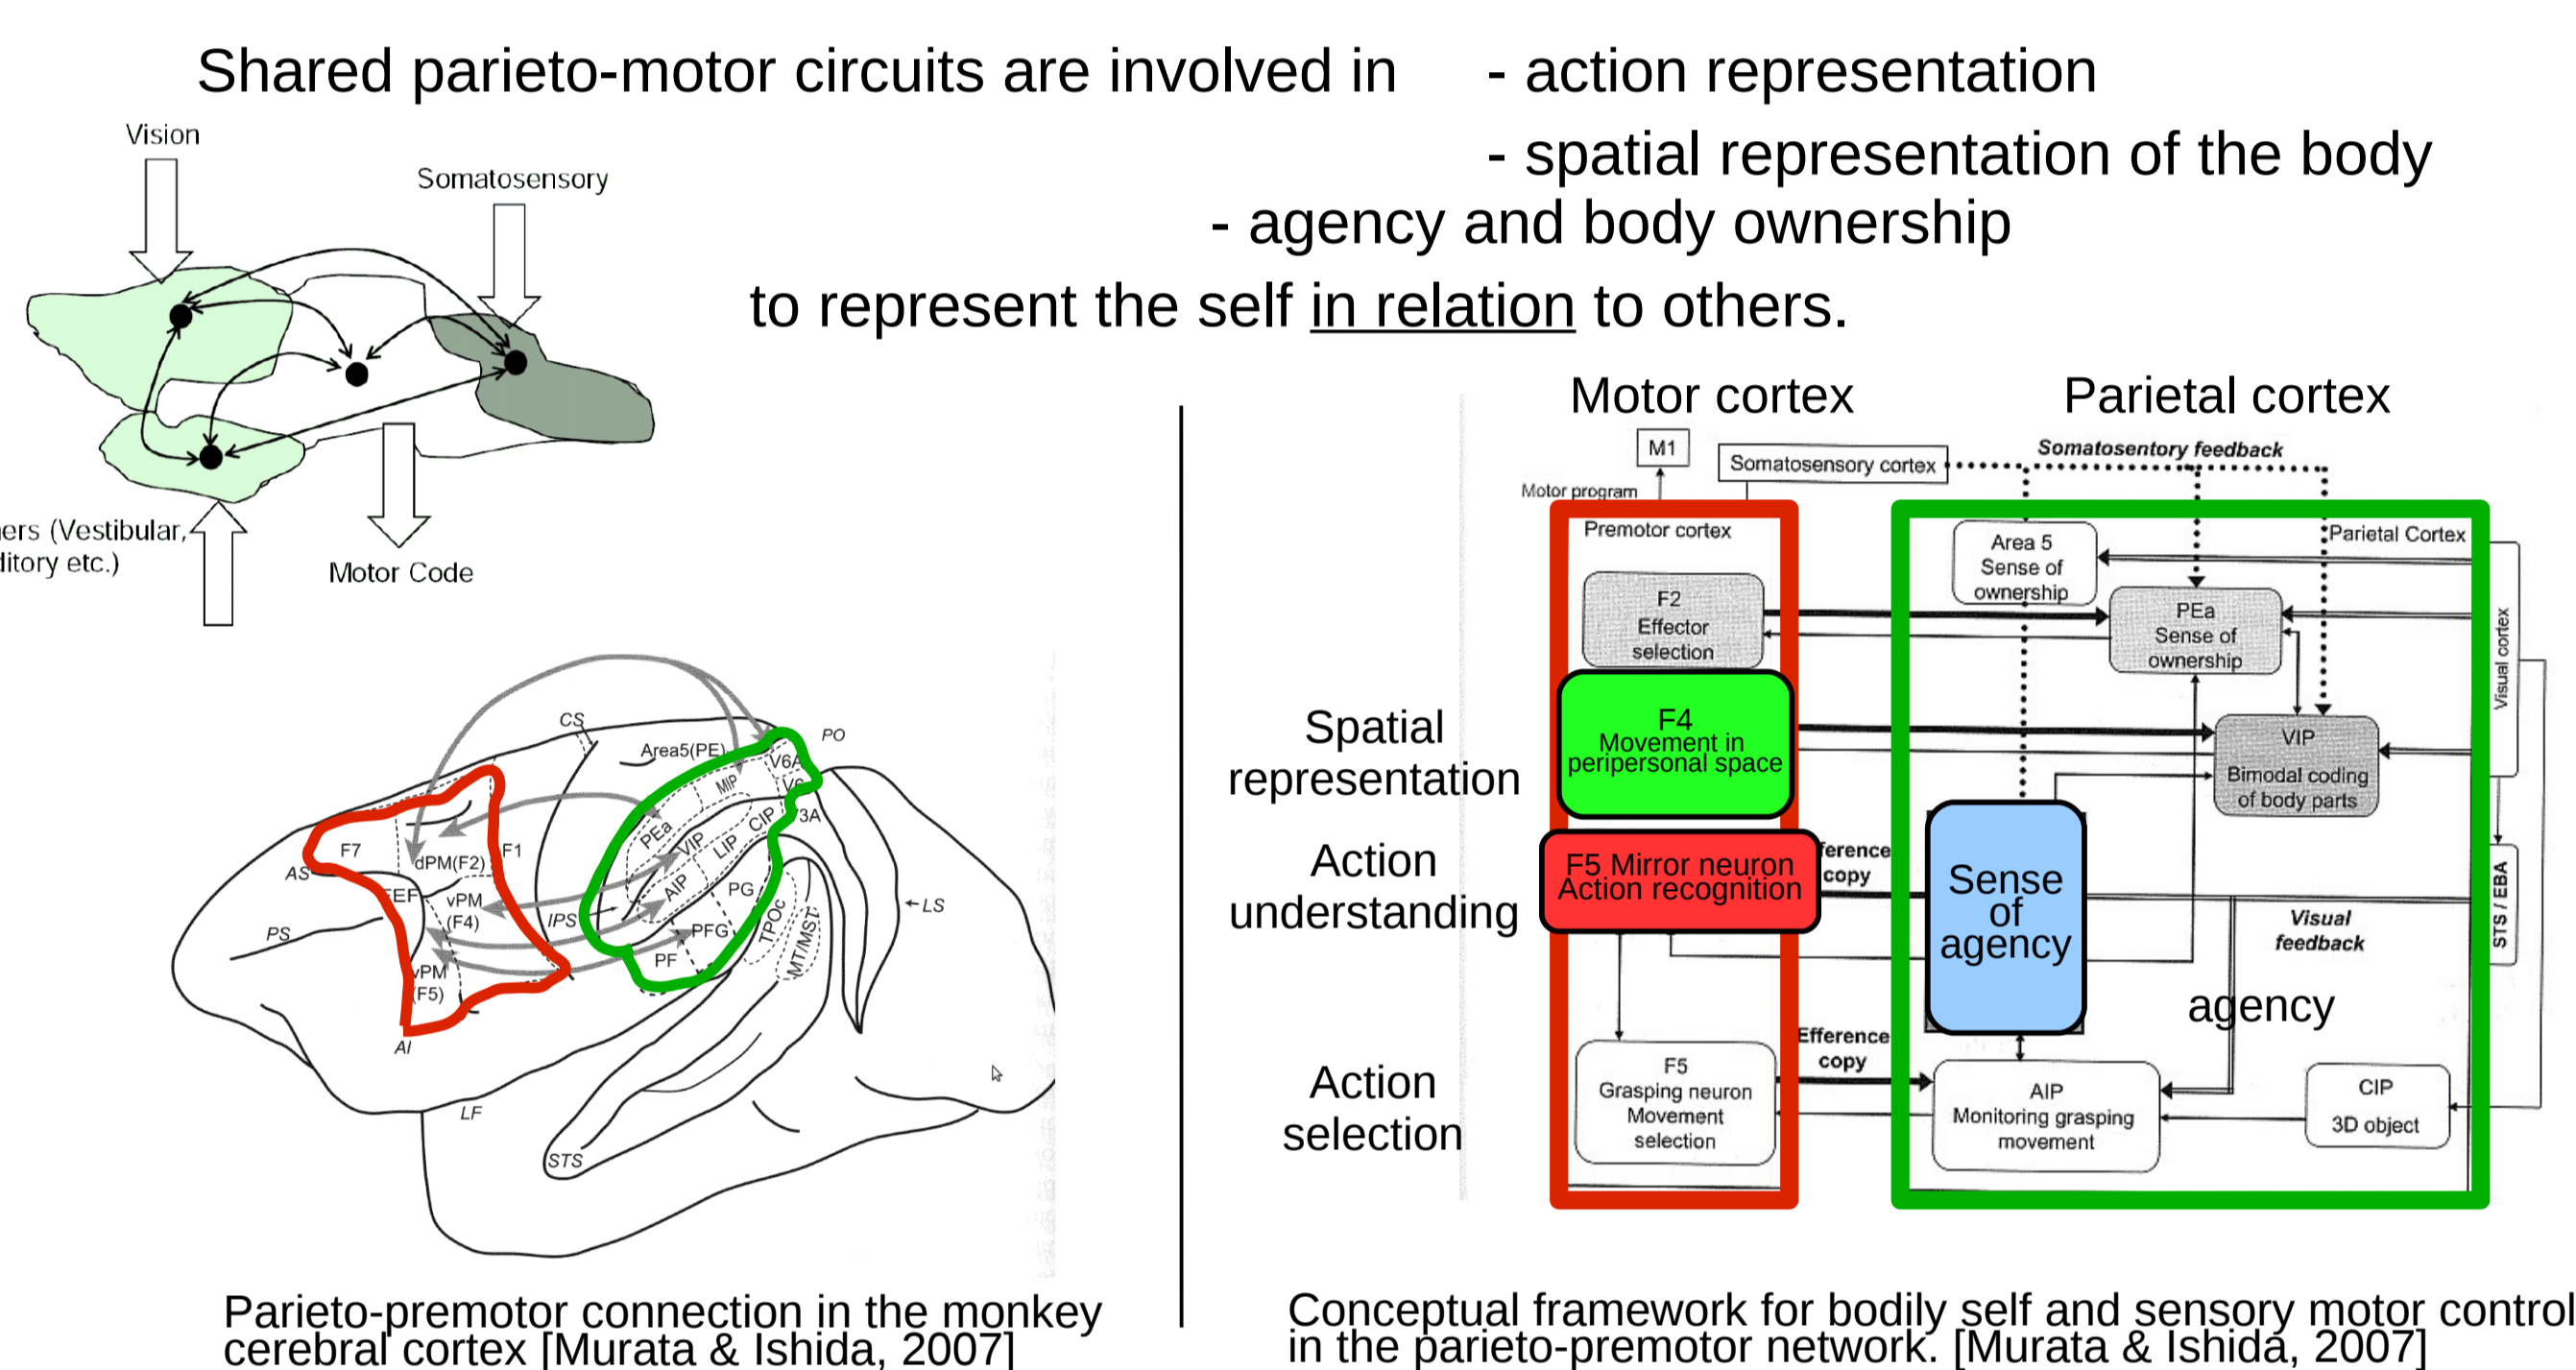 Shared parieto-motor circuits are involved in - action representation
- spatial representation of the body
- agency and body ownership
to represent the self in relation to others.
Vision
Somatosensory
ers (Vestibular,
ditory etc.)
Motor Code
CS
Area5(PE)
PO
V6A
MIP
3A
PEa
VIP
LIP
CIP
AIP
PG
PFG
PF
TPOc
MT/MST
LS
IPS
F7
dPM(F2)
F1
AS
FEF
vPM
(F4)
PS
vPM
(F5)
AI
LF
STS
Parieto-premotor connection in the monkey
cerebral cortex [Murata & Ishida, 2007]
Motor cortex
Parietal cortex
M1
Somatosensory cortex
Somatosentory feedback
Motor program
Premotor cortex
Parietal Cortex
Area 5
Sense of
ownership
F2
Effector
selection
PEa
Sense of
ownership
Visual cortex
Spatial
representation
F4
Movement in
peripersonal space
VIP
Bimodal coding
of body parts
Action
understanding
F5 Mirror neuron
Action recognition
ference
copy
Sense
of
agency
Visual
feedback
STS / EBA
agency
Action
selection
Efference
copy
F5
Grasping neuron
Movement
selection
AIP
Monitoring grasping
movement
CIP
3D object
Conceptual framework for bodily self and sensory motor control
in the parieto-premotor network. [Murata & Ishida, 2007]